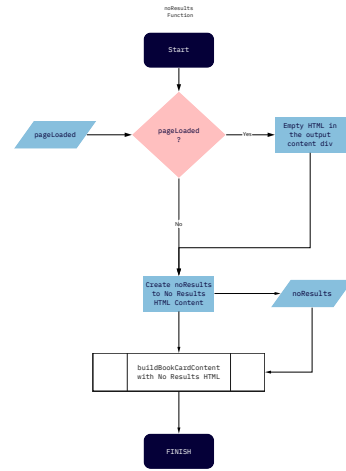 noResults
Function
Start
pageLoaded
pageLoaded
?
Yes
Empty HTML in
the output
content div
No
Create noResults
to No Results
HTML Content
noResults
buildBookCardContent
with No Results HTML
FINISH